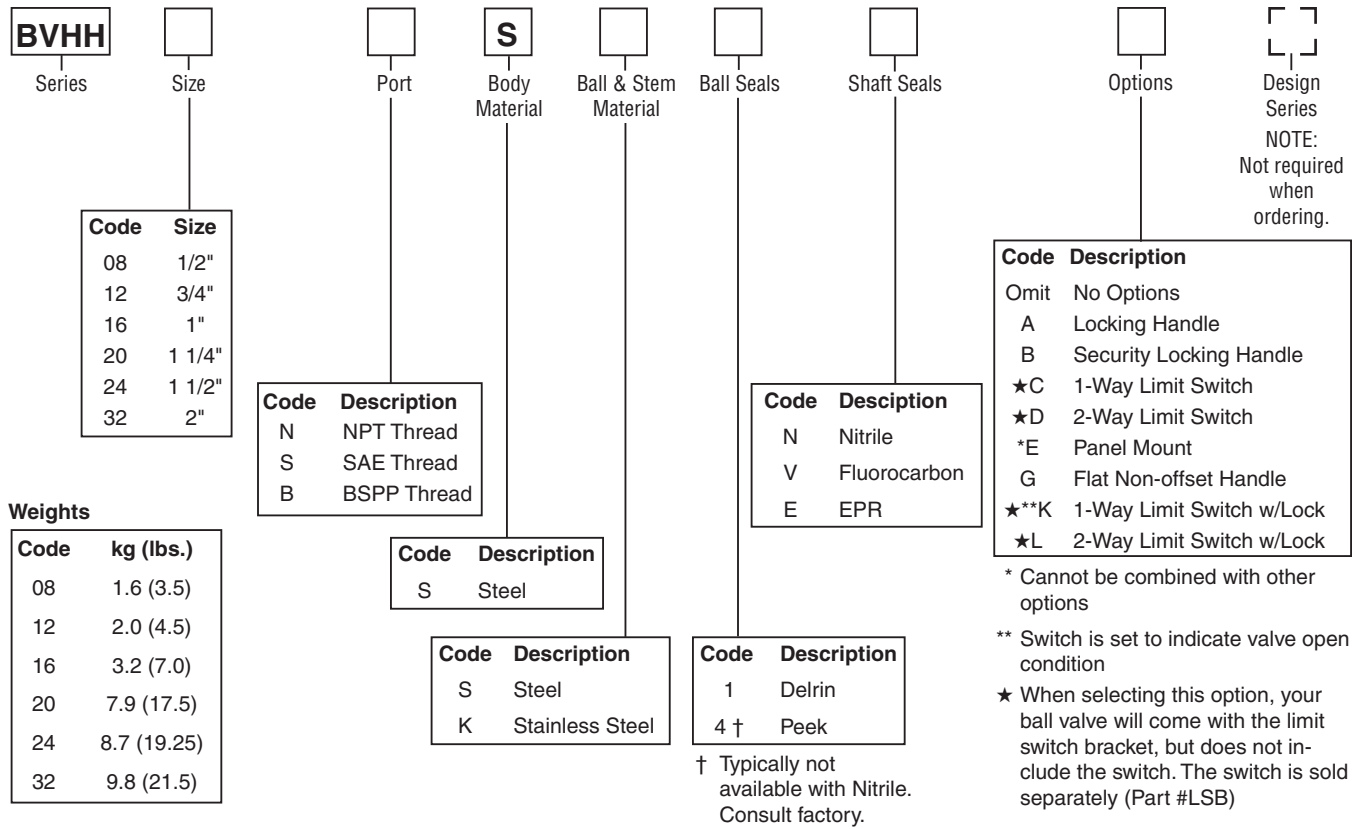 BVHH S
Series Size Port Body Material Ball & Stem Material Ball Seals Shaft Seals Options Design Series
NOTE:
Not required
when
ordering.
Code Size
08 1/2"
12 3/4"
16 1"
20 1 1/4"
24 1 1/2"
32 2"
Code Description
N NPT Thread
S SAE Thread
B BSPP Thread
Code Description
S Steel
Code Description
S Steel
K Stainless Steel
Code Description
1 Delrin
4 † Peek
† Typically not
available with Nitrile.
Consult factory.
Code Desciption
N Nitrile
V Fluorocarbon
E EPR
Code Description
Omit No Options
A Locking Handle
B Security Locking Handle
★C 1-Way Limit Switch
★D 2-Way Limit Switch
*E Panel Mount
G Flat Non-offset Handle
★**K 1-Way Limit Switch w/Lock
★L 2-Way Limit Switch w/Lock
* Cannot be combined with other
options
** Switch is set to indicate valve open
condition
★ When selecting this option, your
ball valve will come with the limit
switch bracket, but does not in-
clude the switch. The switch is sold
separately (Part #LSB)
Weights
Code kg (lbs.)
08 1.6 (3.5)
12 2.0 (4.5)
16 3.2 (7.0)
20 7.9 (17.5)
24 8.7 (19.25)
32 9.8 (21.5)